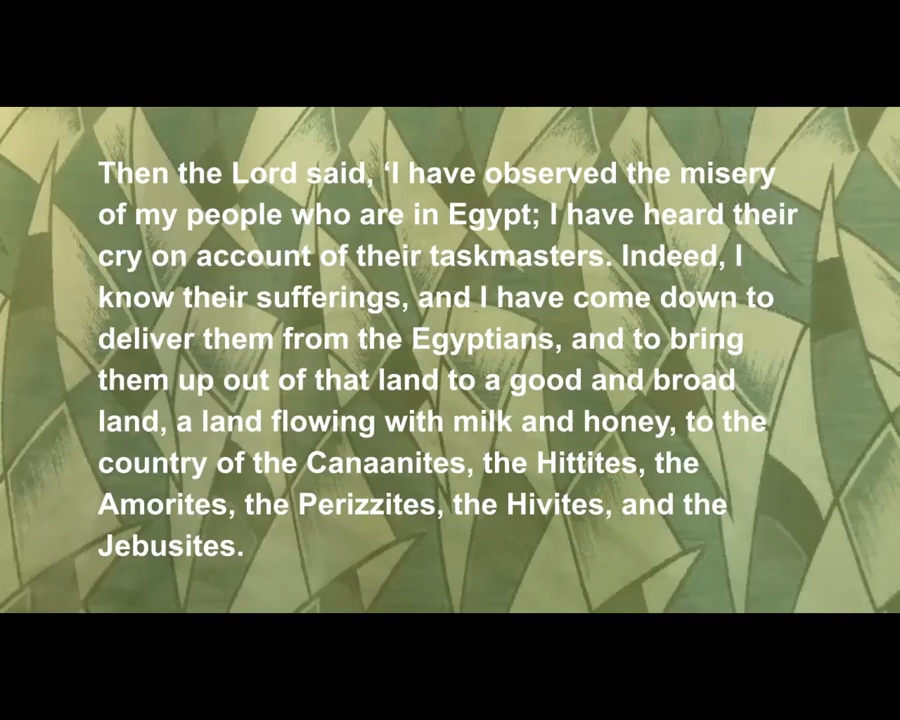 Then the Lord said, ‘I have observed the misery
of my people who are in Egypt; I have heard their
cry on account of their taskmasters. Indeed, I
know their sufferings, and I have come down to
deliver them from the Egyptians, and to bring
them up out of that land to a good and broad
land, a land flowing with milk and honey, to the
country of the Canaanites, the Hittites, the
Amorites, the Perizzites, the Hivites, and the
Jebusites.